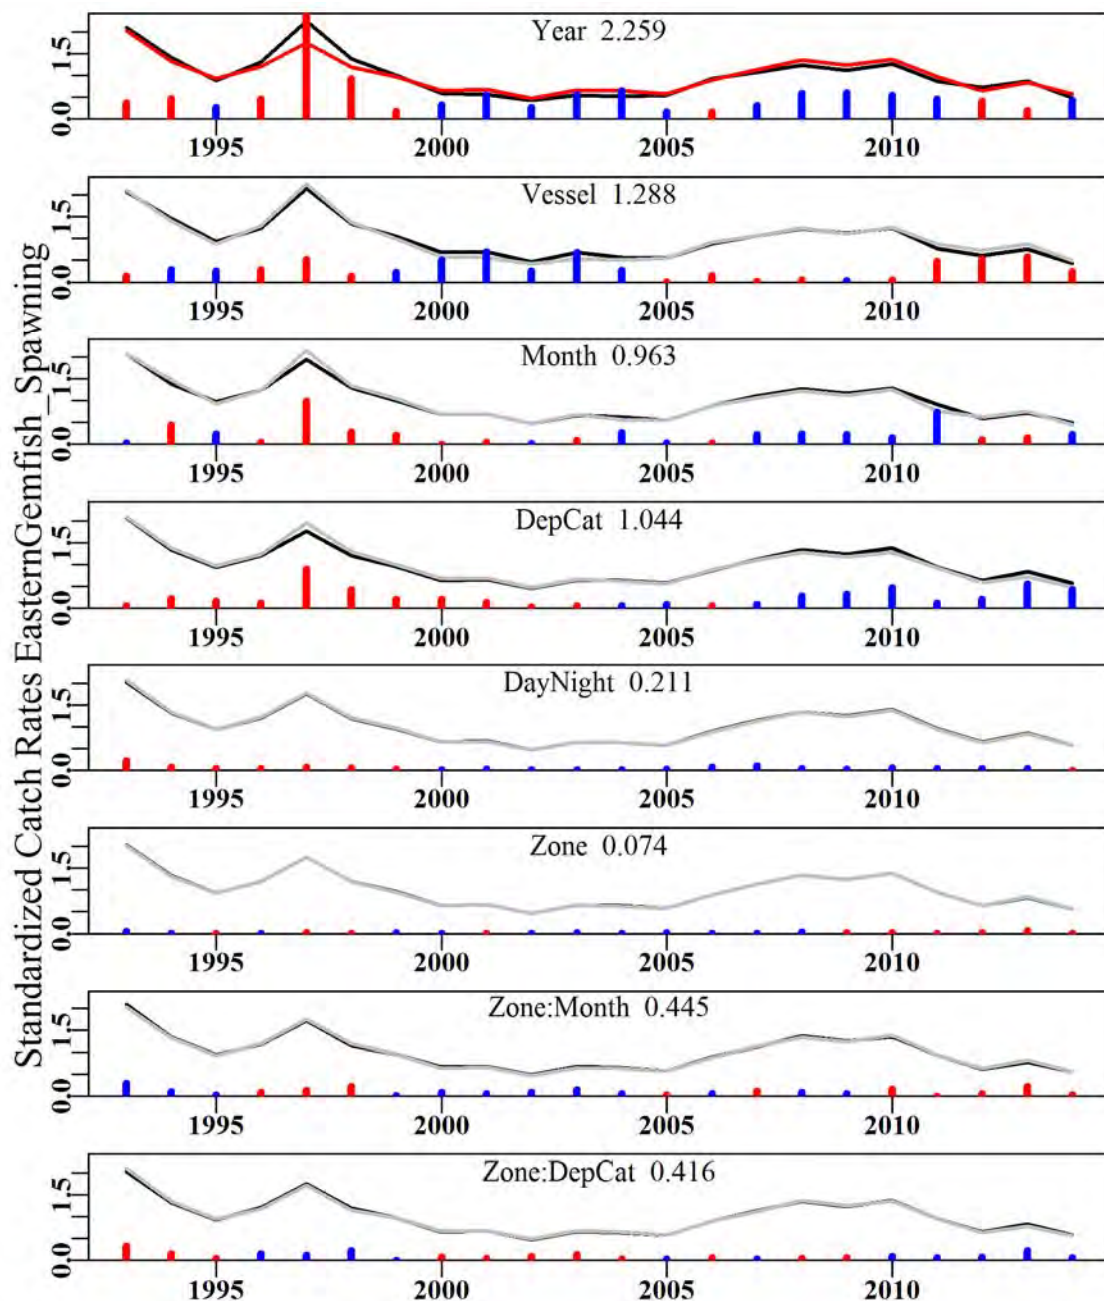 Standardized Catch Rates EasternGemfish_Spawning
Year 2.259
0.0 1.5
1995 2000 2005 2010
Vessel 1.288
0.0 1.5
1995 2000 2005 2010
Month 0.963
0.0 1.5
1995 2000 2005 2010
DepCat 1.044
0.0 1.5
1995 2000 2005 2010
DayNight 0.211
0.0 1.5
1995 2000 2005 2010
Zone 0.074
0.0 1.5
1995 2000 2005 2010
Zone:Month 0.445
0.0 1.5
1995 2000 2005 2010
Zone:DepCat 0.416
0.0 1.5
1995 2000 2005 2010